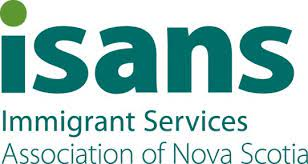 isans
Immigrant Services
Association of Nova Scotia